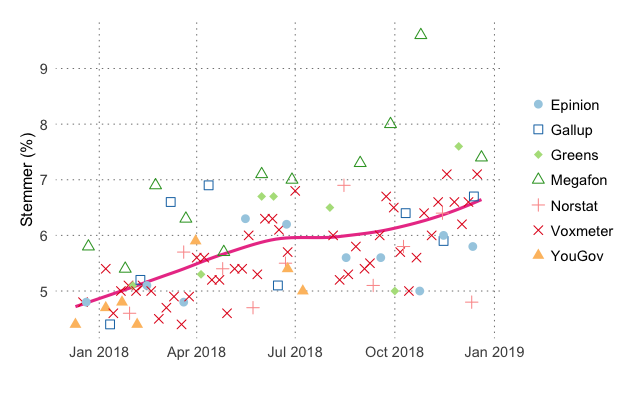 Stemmer (%)
9
8
7
6
5
Jan 2018
Apr 2018
Jul 2018
Oct 2018
Jan 2019
Epinion
Gallup
Greens
Megafon
Norstat
Voxmeter
YouGov